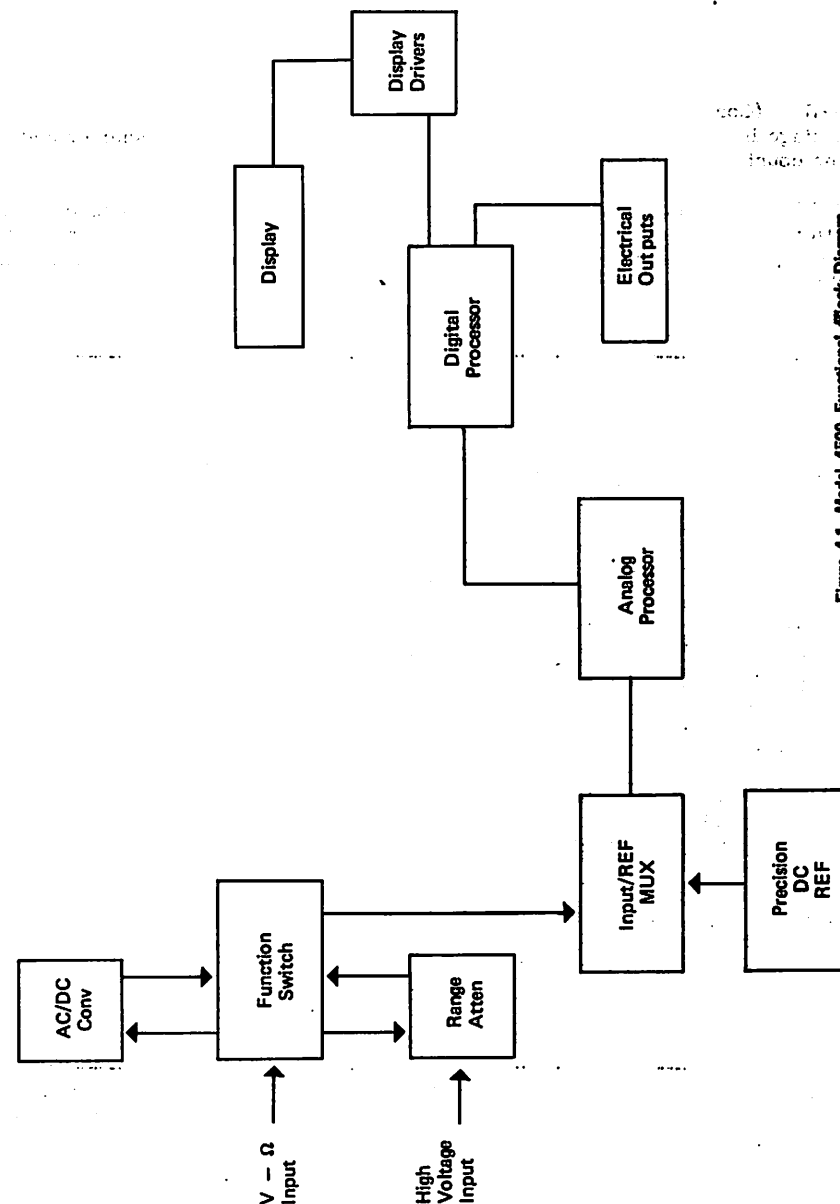 V – Ω
Input
High
Voltage
Input
AC/DC
Conv
Function
Switch
Range
Atten
Input/REF
MUX
Precision
DC
REF
Analog
Processor
Digital
Processor
Display
Display
Drivers
Electrical
Out puts
Functional